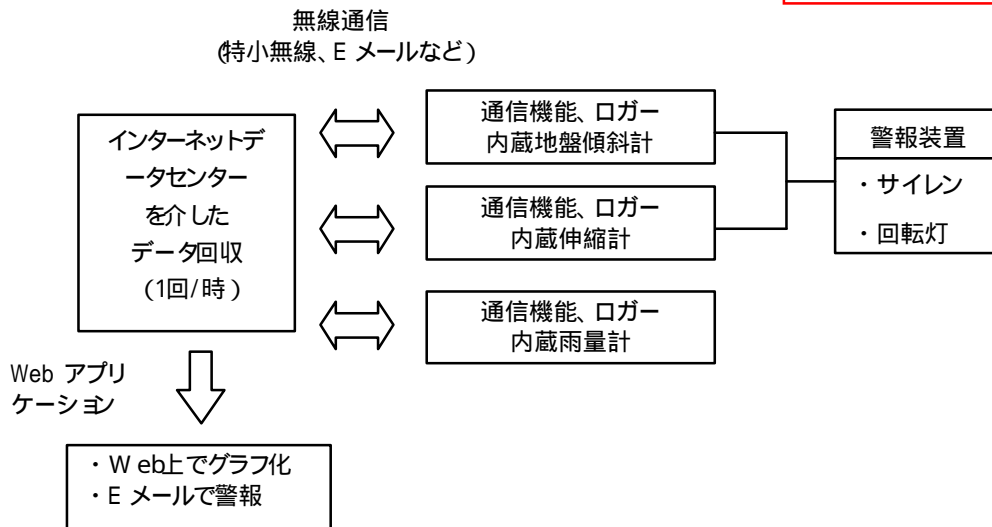 無線通信
(特小無線、E メールなど)
インターネットデ
ータセンター
を介した
データ回収
(1回/時)
通信機能、ロガー
内蔵地盤傾斜計
通信機能、ロガー
内蔵伸縮計
通信機能、ロガー
内蔵雨量計
警報装置
・サイレン
・回転灯
Web アプリ
ケーション
・Web上でグラフ化
・E メールで警報